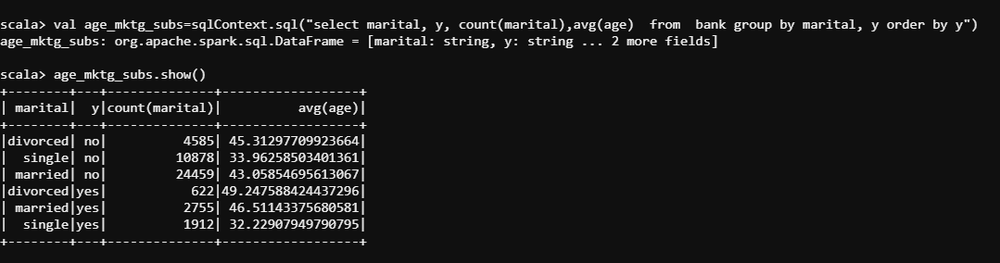 scala> val age_mktg_subs=sqlContext.sql("select marital, y, count(marital),avg(age)  from  bank group by marital, y order by y")
age_mktg_subs: org.apache.spark.sql.DataFrame = [marital: string, y: string ... 2 more fields]
scala> age_mktg_subs.show()
+--------+---+--------------+------------------+
| marital|  y|count(marital)|          avg(age)|
+--------+---+--------------+------------------+
|divorced| no|          4585| 45.31297709923664|
|  single| no|         10878| 33.96258503401361|
| married| no|         24459| 43.05854695613067|
|divorced|yes|           622|49.247588424437296|
| married|yes|          2755| 46.51143375680581|
|  single|yes|          1912| 32.22907949790795|
+--------+---+--------------+------------------+